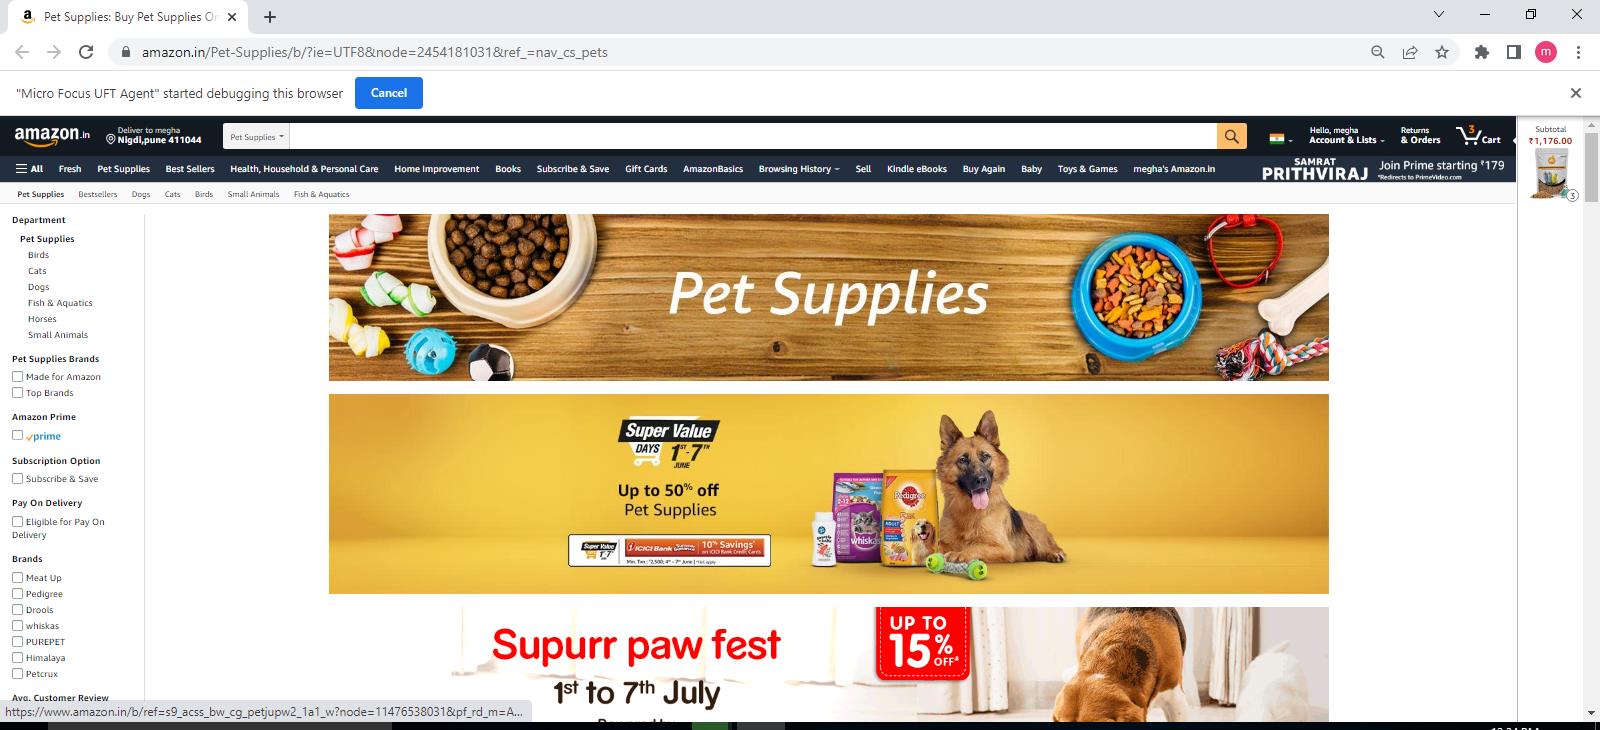 Pet Supplies: Buy Pet Supplies On
amazon.in/Pet-Supplies/b/?ie=UTF8&node=2454181031&ref_=nav_cs_pets
m
"Micro Focus UFT Agent" started debugging this browser
Cancel
amazon.in
Deliver to megha
Nigdi,pune 411044
Pet Supplies
Hello, megha
Account & Lists
Returns
& Orders
3
Cart
Subtotal
₹1,176.00
3
All Fresh Pet Supplies Best Sellers Health, Household & Personal Care Home Improvement Books Subscribe & Save Gift Cards AmazonBasics Browsing History Sell Kindle eBooks Buy Again Baby Toys & Games megha's Amazon.in
SAMRAT
PRITHVIRAJ
Join Prime starting ₹179
*Redirects to PrimeVideo.com
Pet Supplies Bestsellers Dogs Cats Birds Small Animals Fish & Aquatics
Department
Pet Supplies
Birds
Cats
Dogs
Fish & Aquatics
Horses
Small Animals
Pet Supplies Brands
Made for Amazon
Top Brands
Amazon Prime
prime
Subscription Option
Subscribe & Save
Pay On Delivery
Eligible for Pay On
Delivery
Brands
Meat Up
Pedigree
Drools
whiskas
PUREPET
Himalaya
Petcrux
Avg. Customer Review
Pet Supplies
Super Value
DAYS 1ST-7TH
JUNE
Up to 50% off
Pet Supplies
Super Value
ICICI Bank
10% Savings*
on ICICI Bank Credit Cards
whiskas
Pedigree
ADULT
Supurr paw fest
1st to 7th July
UP TO
15%
OFF*
https://www.amazon.in/b/ref=s9_acss_bw_cg_petjupw2_1a1_w?node=11476538031&pf_rd_m=A...